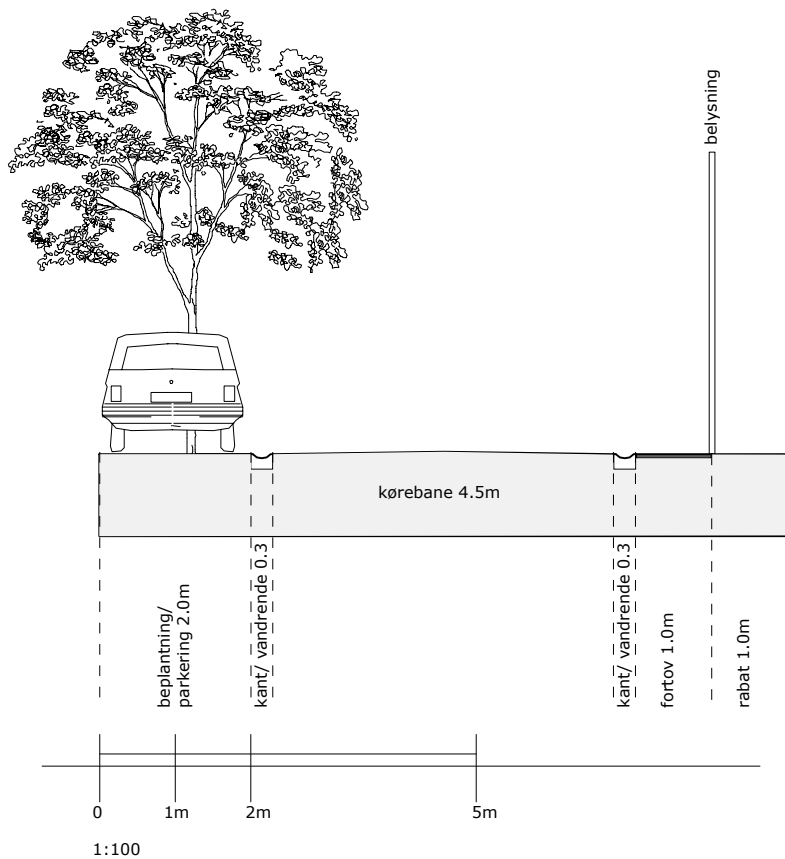 belysning
kørebane 4.5m
beplantning/
parkering 2.0m
kant/ vandrende 0.3
kant/ vandrende 0.3
fortov 1.0m
rabat 1.0m
0
1m
2m
5m
1:100